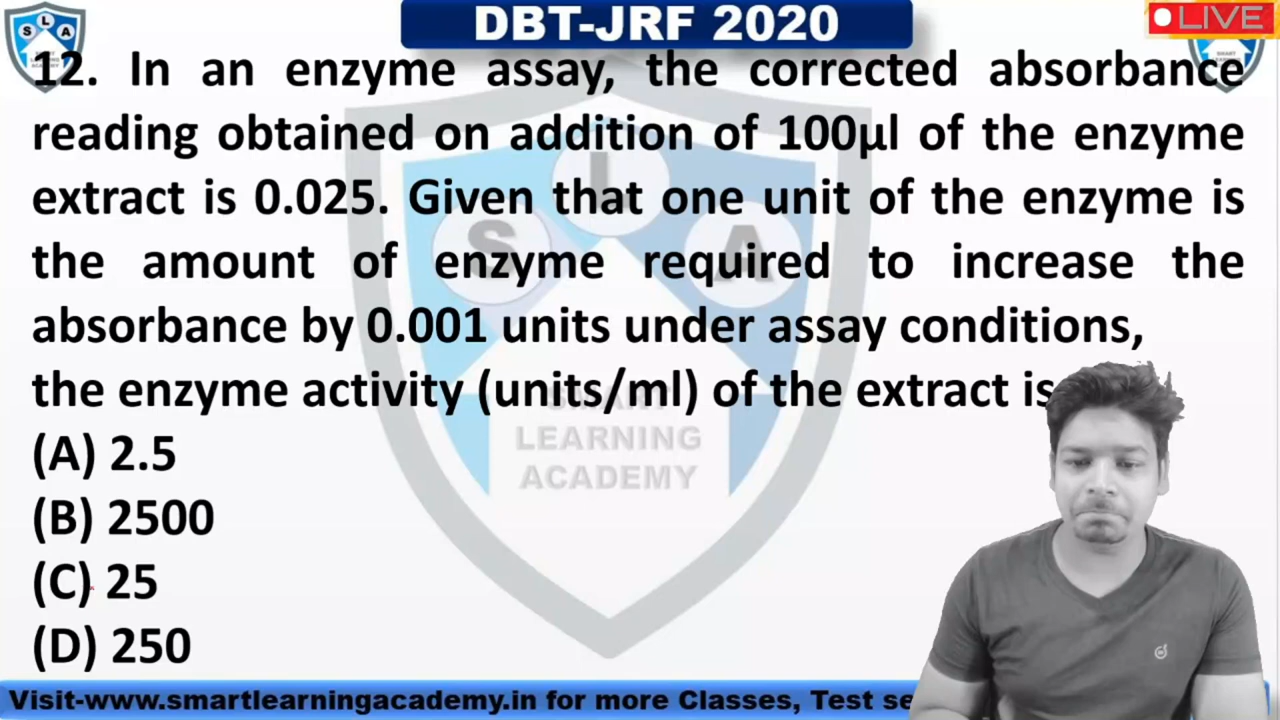 DBT-JRF 2020
LIVE
S L A
12. In an enzyme assay, the corrected absorbance
reading obtained on addition of 100µl of the enzyme
extract is 0.025. Given that one unit of the enzyme is
the amount of enzyme required to increase the
absorbance by 0.001 units under assay conditions,
the enzyme activity (units/ml) of the extract is
(A) 2.5
(B) 2500
(C) 25
(D) 250
S L A
SMART
LEARNING
ACADEMY
Visit-www.smartlearningacademy.in for more Classes, Test se